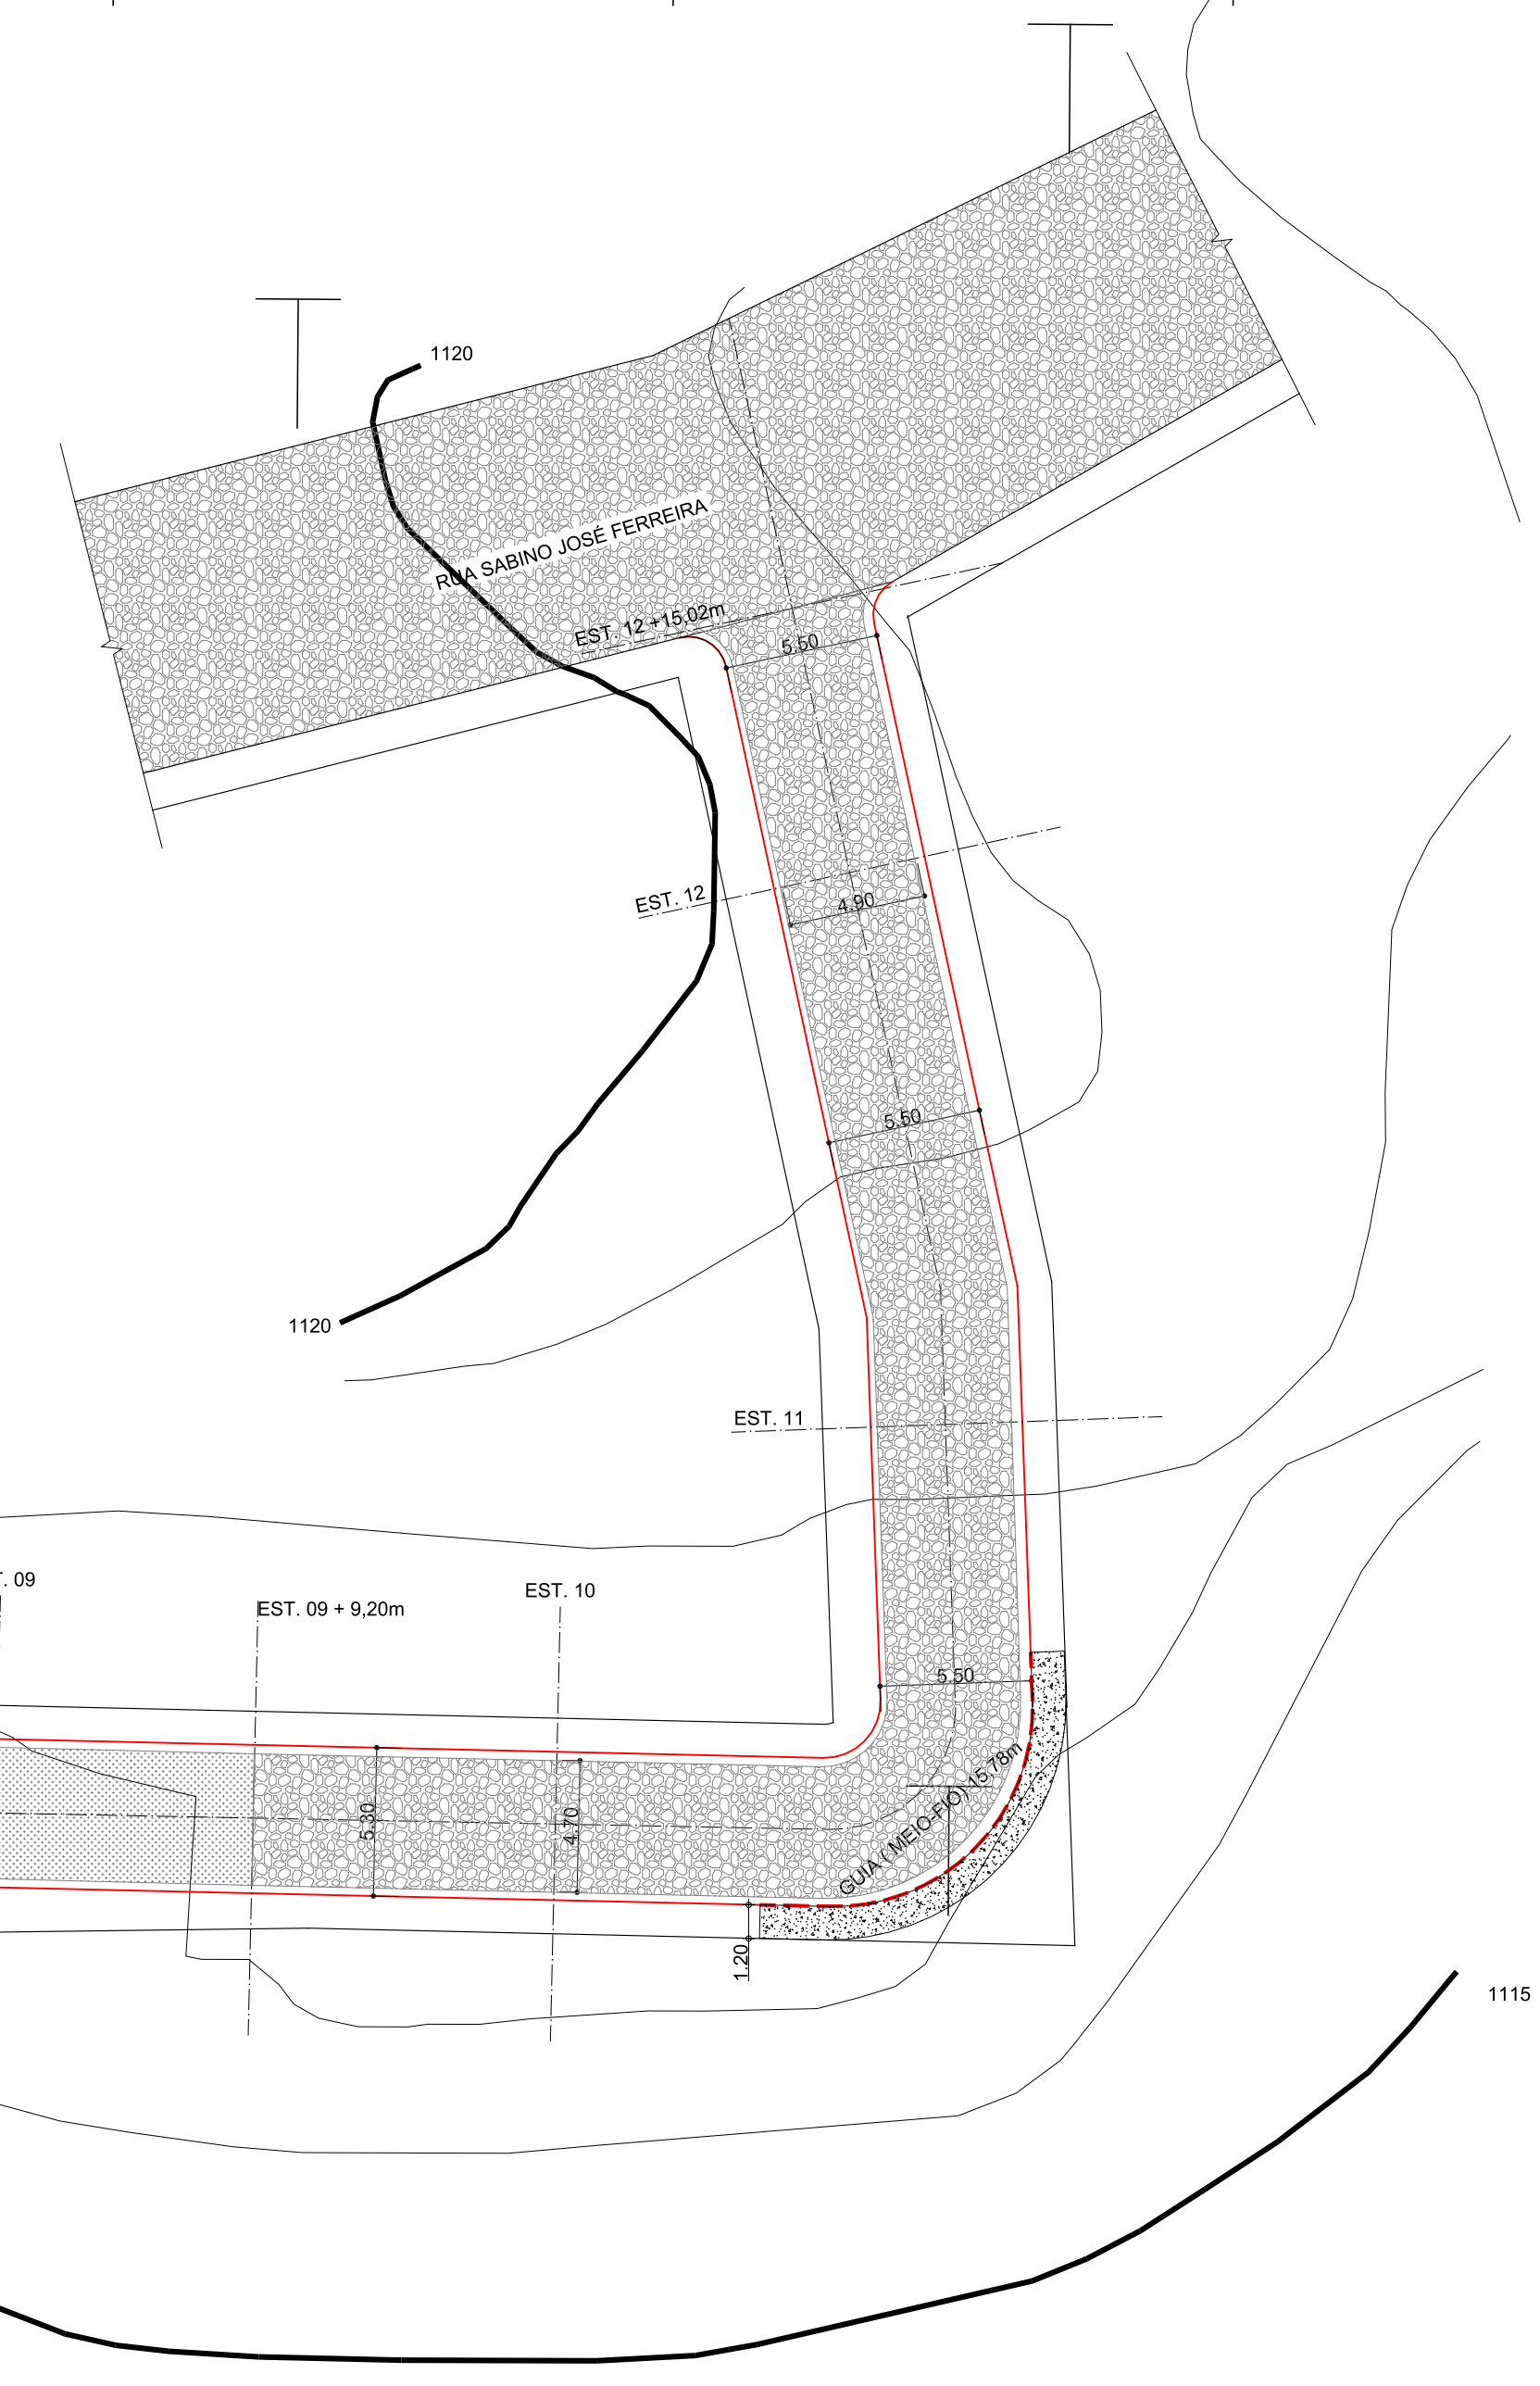 1120
RUA SABINO JOSÉ FERREIRA
EST. 12 +15,02m
5.50
EST. 12
4.90
5.50
1120
EST. 11
T. 09
EST. 09 + 9,20m
EST. 10
5.50
5.30
4.70
GUIA ( MEIO-FIO) 15,78m
1.20
1115